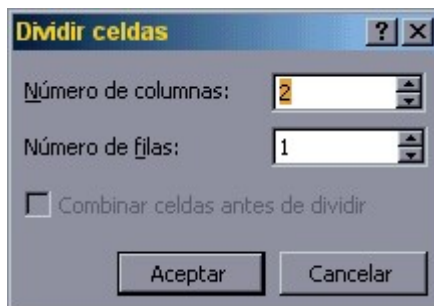 Dividir celdas
Número de columnas: 2
Número de filas: 1
Combinar celdas antes de dividir
Aceptar Cancelar